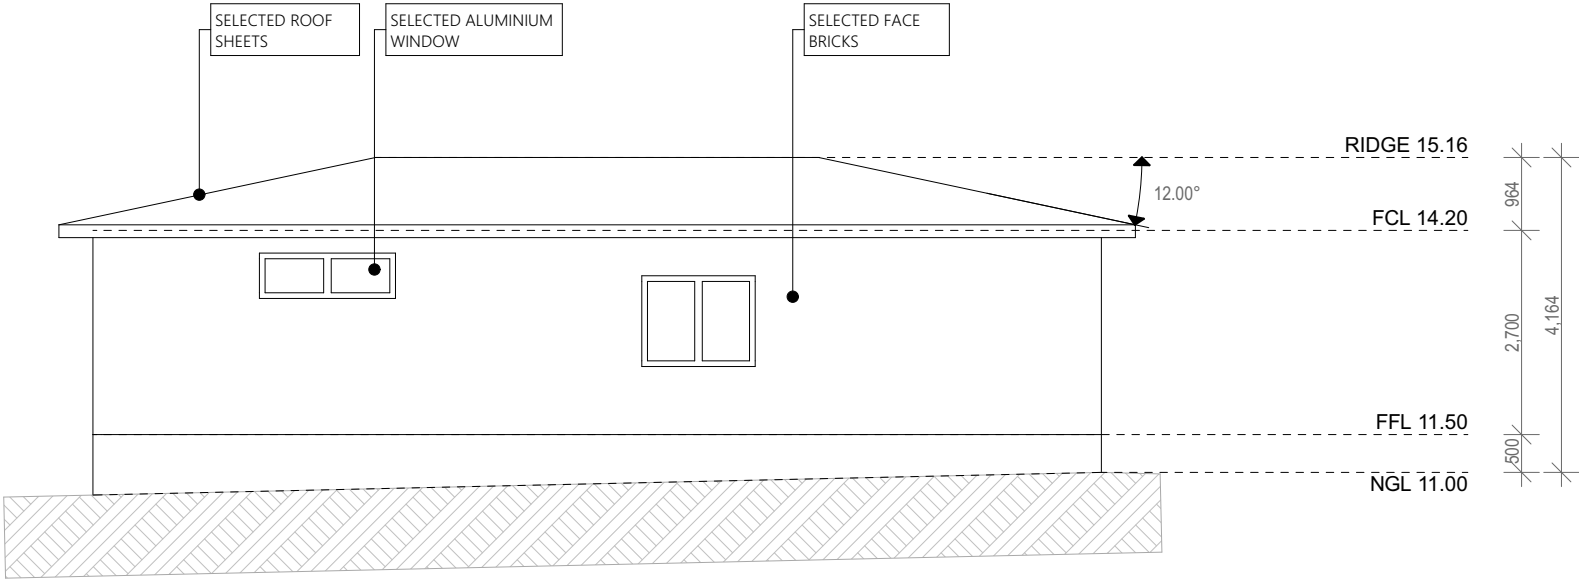 SELECTED ROOF
SHEETS
SELECTED ALUMINIUM
WINDOW
SELECTED FACE
BRICKS
RIDGE 15.16
12.00°
964
FCL 14.20
2,700
4,164
FFL 11.50
500
NGL 11.00